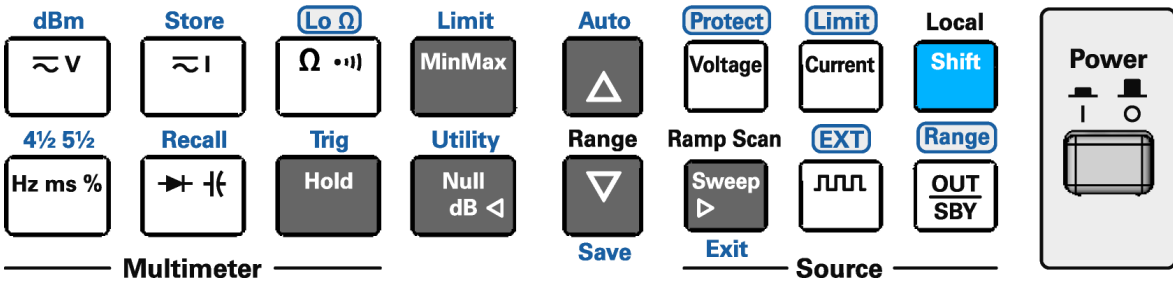 dBm Store Lo Ω Limit Auto Protect Limit Local
V I Ω MinMax Voltage Current Shift Power
I O
4½ 5½ Recall Trig Utility Range Ramp Scan EXT Range
Hz ms % Hold Null Sweep OUT
dB SBY
Save Exit
Multimeter Source